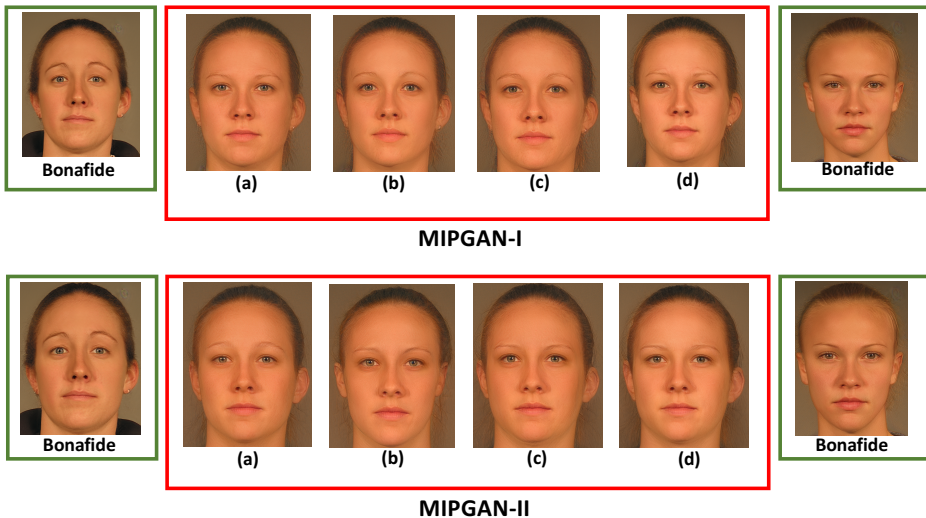 Bonafide
(a) (b) (c) (d)
Bonafide
MIPGAN-I
Bonafide
(a) (b) (c) (d)
Bonafide
MIPGAN-II